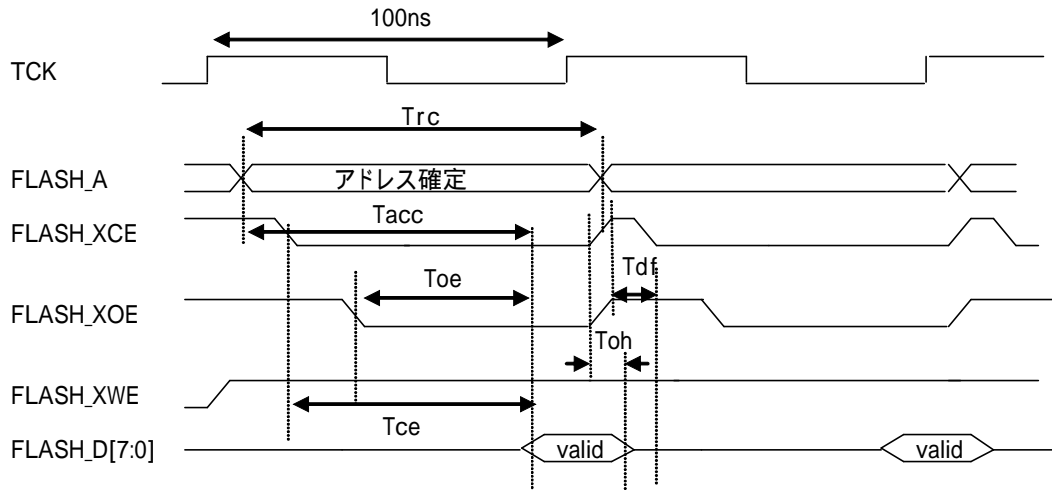 100ns
TCK
Trc
FLASH_A
アドレス確定
Tacc
FLASH_XCE
Tdf
Toe
FLASH_XOE
Toh
FLASH_XWE
Tce
FLASH_D[7:0]
valid
valid